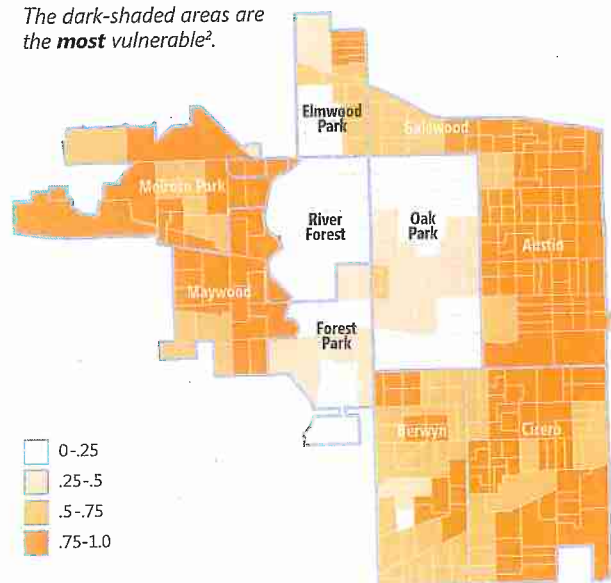 The dark-shaded areas are
the most vulnerable².
Elmwood
Park
Galewood
Melrose Park
River
Forest
Oak
Park
Austin
Maywood
Forest
Park
Berwyn
Cicero
0-.25
.25-.5
.5-.75
.75-1.0